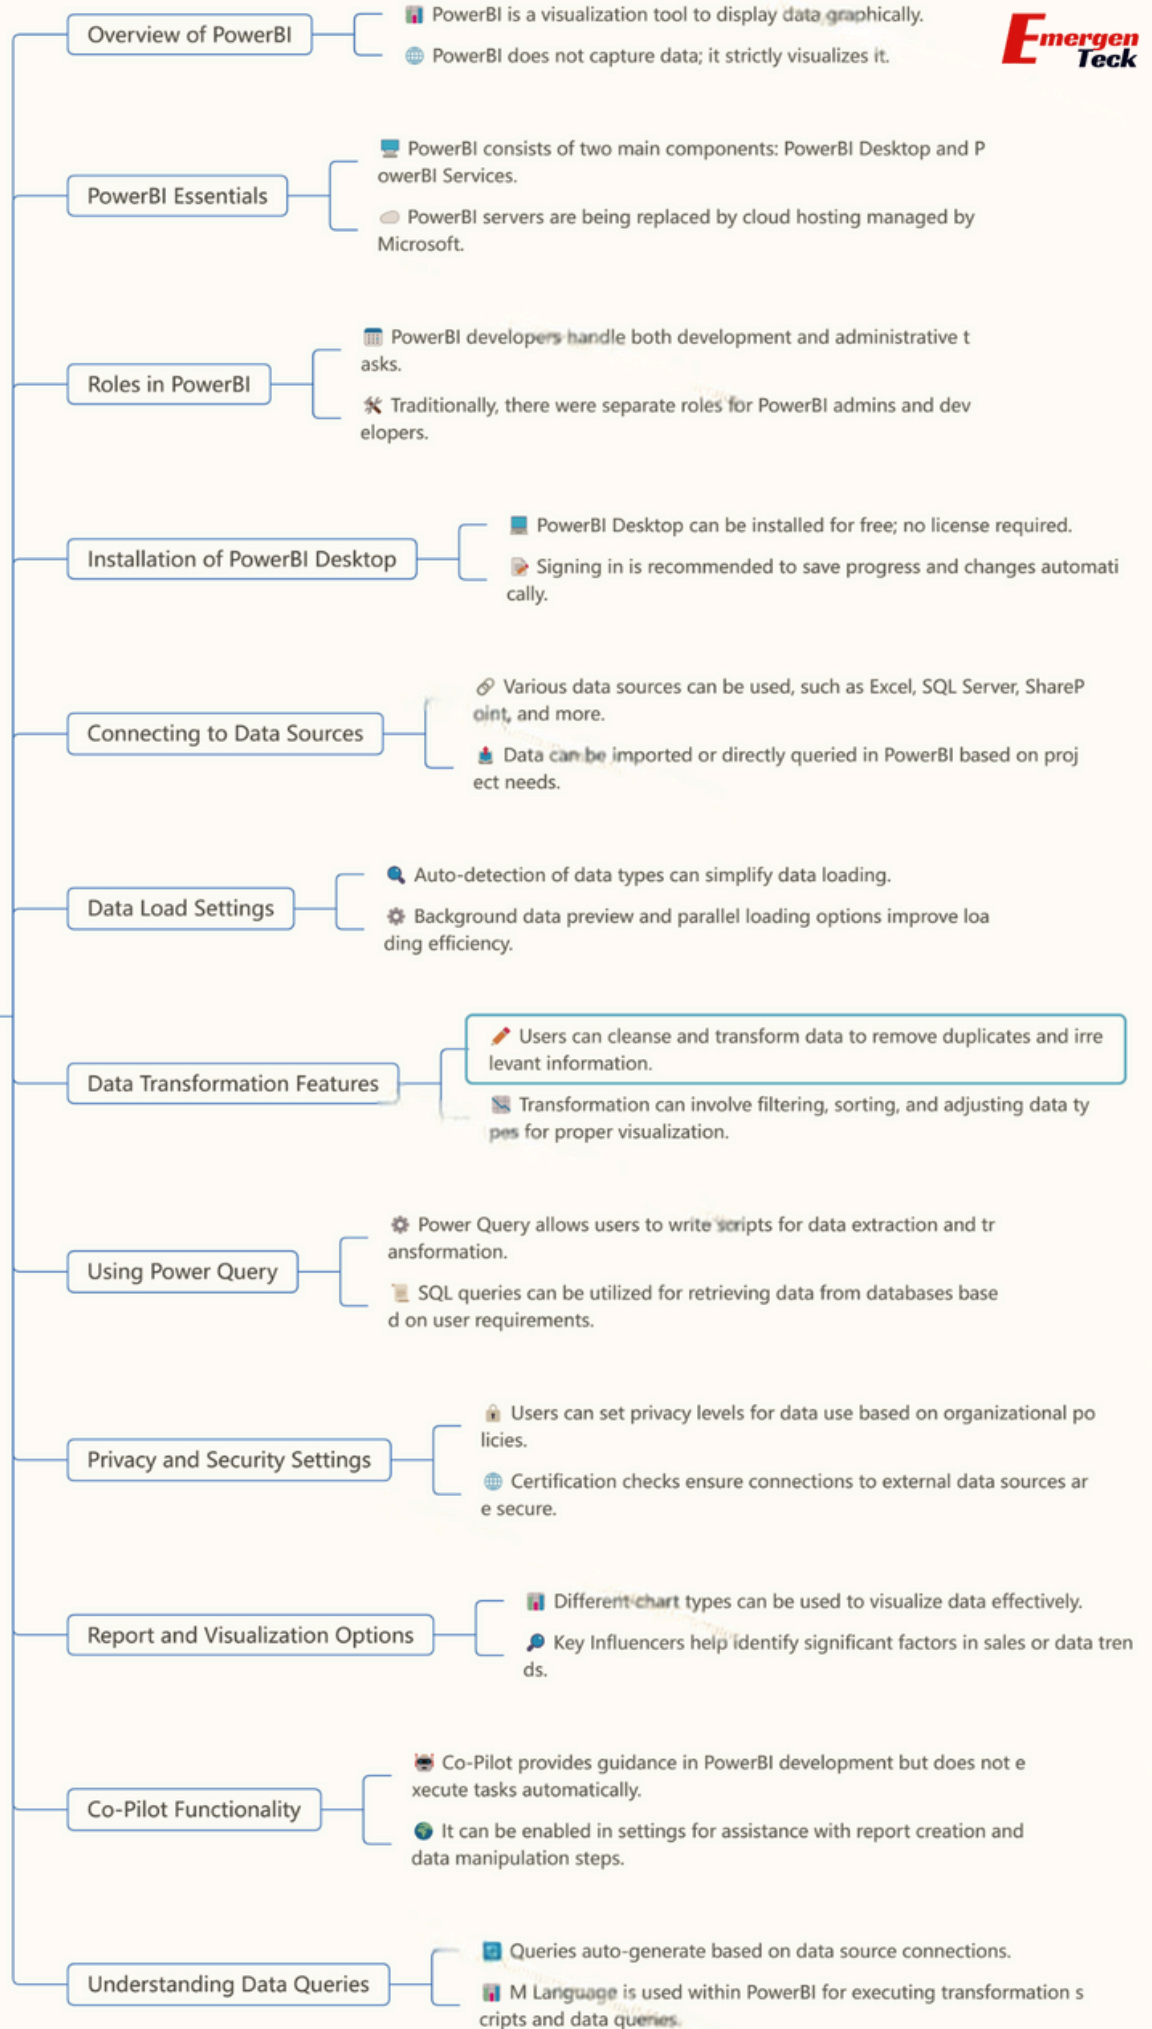 Overview of PowerBI
PowerBI is a visualization tool to display data graphically.
PowerBI does not capture data; it strictly visualizes it.
Emergen
Teck
PowerBI Essentials
PowerBI consists of two main components: PowerBI Desktop and P
owerBI Services.
PowerBI servers are being replaced by cloud hosting managed by
Microsoft.
Roles in PowerBI
PowerBI developers handle both development and administrative t
asks.
Traditionally, there were separate roles for PowerBI admins and dev
elopers.
Installation of PowerBI Desktop
PowerBI Desktop can be installed for free; no license required.
Signing in is recommended to save progress and changes automati
cally.
Connecting to Data Sources
Various data sources can be used, such as Excel, SQL Server, ShareP
oint, and more.
Data can be imported or directly queried in PowerBI based on proj
ect needs.
Data Load Settings
Auto-detection of data types can simplify data loading.
Background data preview and parallel loading options improve loa
ding efficiency.
Data Transformation Features
Users can cleanse and transform data to remove duplicates and irre
levant information.
Transformation can involve filtering, sorting, and adjusting data ty
pes for proper visualization.
Using Power Query
Power Query allows users to write scripts for data extraction and tr
ansformation.
SQL queries can be utilized for retrieving data from databases base
d on user requirements.
Privacy and Security Settings
Users can set privacy levels for data use based on organizational po
licies.
Certification checks ensure connections to external data sources ar
e secure.
Report and Visualization Options
Different chart types can be used to visualize data effectively.
Key Influencers help identify significant factors in sales or data tren
ds.
Co-Pilot Functionality
Co-Pilot provides guidance in PowerBI development but does not e
xecute tasks automatically.
It can be enabled in settings for assistance with report creation and
data manipulation steps.
Understanding Data Queries
Queries auto-generate based on data source connections.
M Language is used within PowerBI for executing transformation s
cripts and data queries.